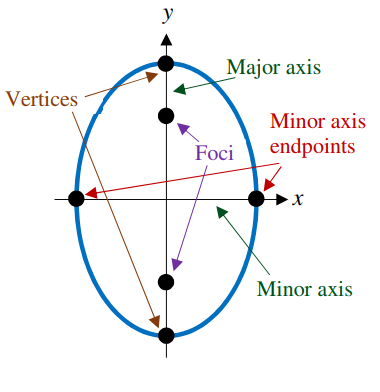 y
Major axis
Vertices
Minor axis
endpoints
Foci
x
Minor axis